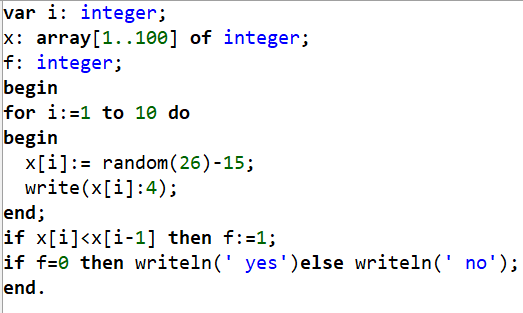 var i: integer;
x: array[1..100] of integer;
f: integer;
begin
for i:=1 to 10 do
begin
  x[i]:= random(26)-15;
  write(x[i]:4);
end;
if x[i]<x[i-1] then f:=1;
if f=0 then writeln(' yes')else writeln(' no');
end.